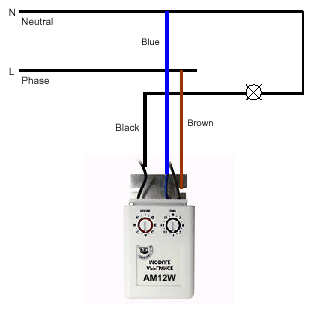 N
Neutral
Blue
L
Phase
Black
Brown
AM12W